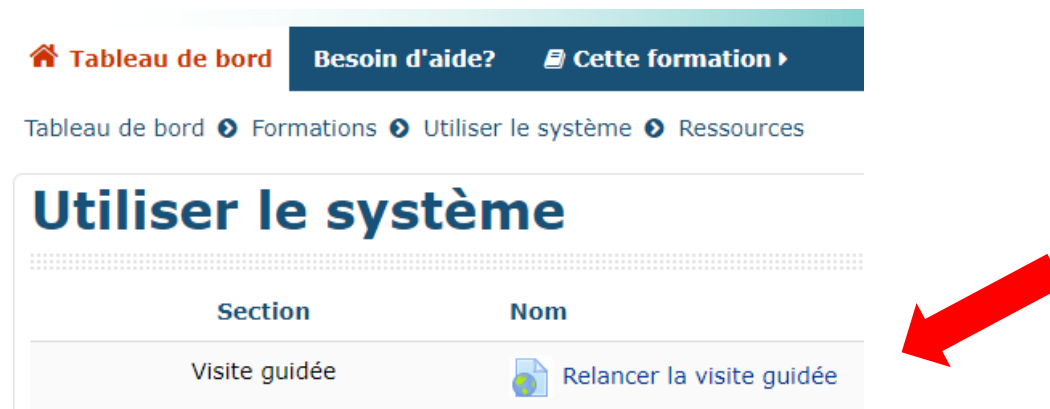 Tableau de bord Besoin d'aide? Cette formation
Tableau de bord Formations Utiliser le système Ressources
Utiliser le système
Section Nom
Visite guidée Relancer la visite guidée